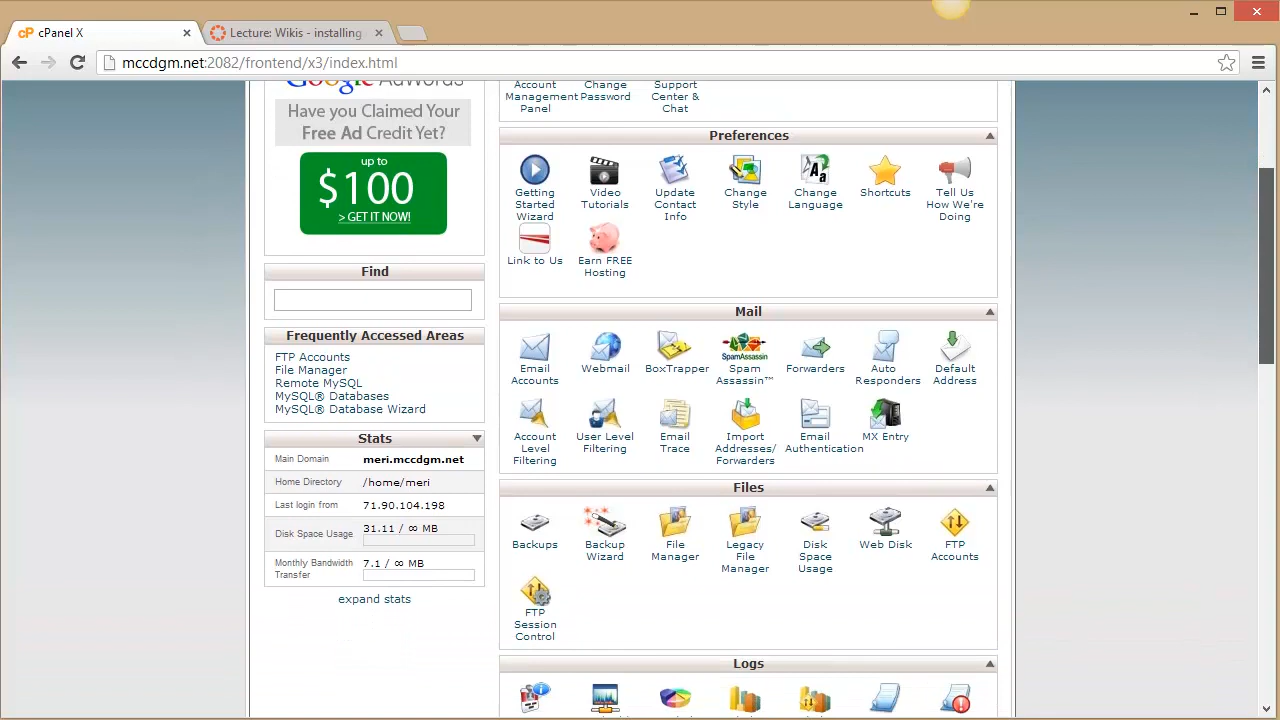 cP cPanel X
Lecture: Wikis - installing
mccdgm.net:2082/frontend/x3/index.html
Google AdWords
Have you Claimed Your
Free Ad Credit Yet?
up to
$100
> GET IT NOW!
Find
Frequently Accessed Areas
FTP Accounts
File Manager
Remote MySQL
MySQL® Databases
MySQL® Database Wizard
Stats
Main Domain meri.mccdgm.net
Home Directory /home/meri
Last login from 71.90.104.198
Disk Space Usage 31.11 / ∞ MB
Monthly Bandwidth
Transfer
7.1 / ∞ MB
expand stats
Account
Management
Panel
Change
Password
Support
Center &
Chat
Preferences
Getting
Started
Wizard
Video
Tutorials
Update
Contact
Info
Change
Style
Change
Language
Shortcuts
Tell Us
How We're
Doing
Link to Us
Earn FREE
Hosting
Mail
Email
Accounts
Webmail
BoxTrapper
SpamAssassin
Spam
Assassin™
Forwarders
Auto
Responders
Default
Address
Account
Level
Filtering
User Level
Filtering
Email
Trace
Import
Addresses/
Forwarders
Email
Authentication
MX Entry
Files
Backups
Backup
Wizard
File
Manager
Legacy
File
Manager
Disk
Space
Usage
Web Disk
FTP
Accounts
FTP
Session
Control
Logs